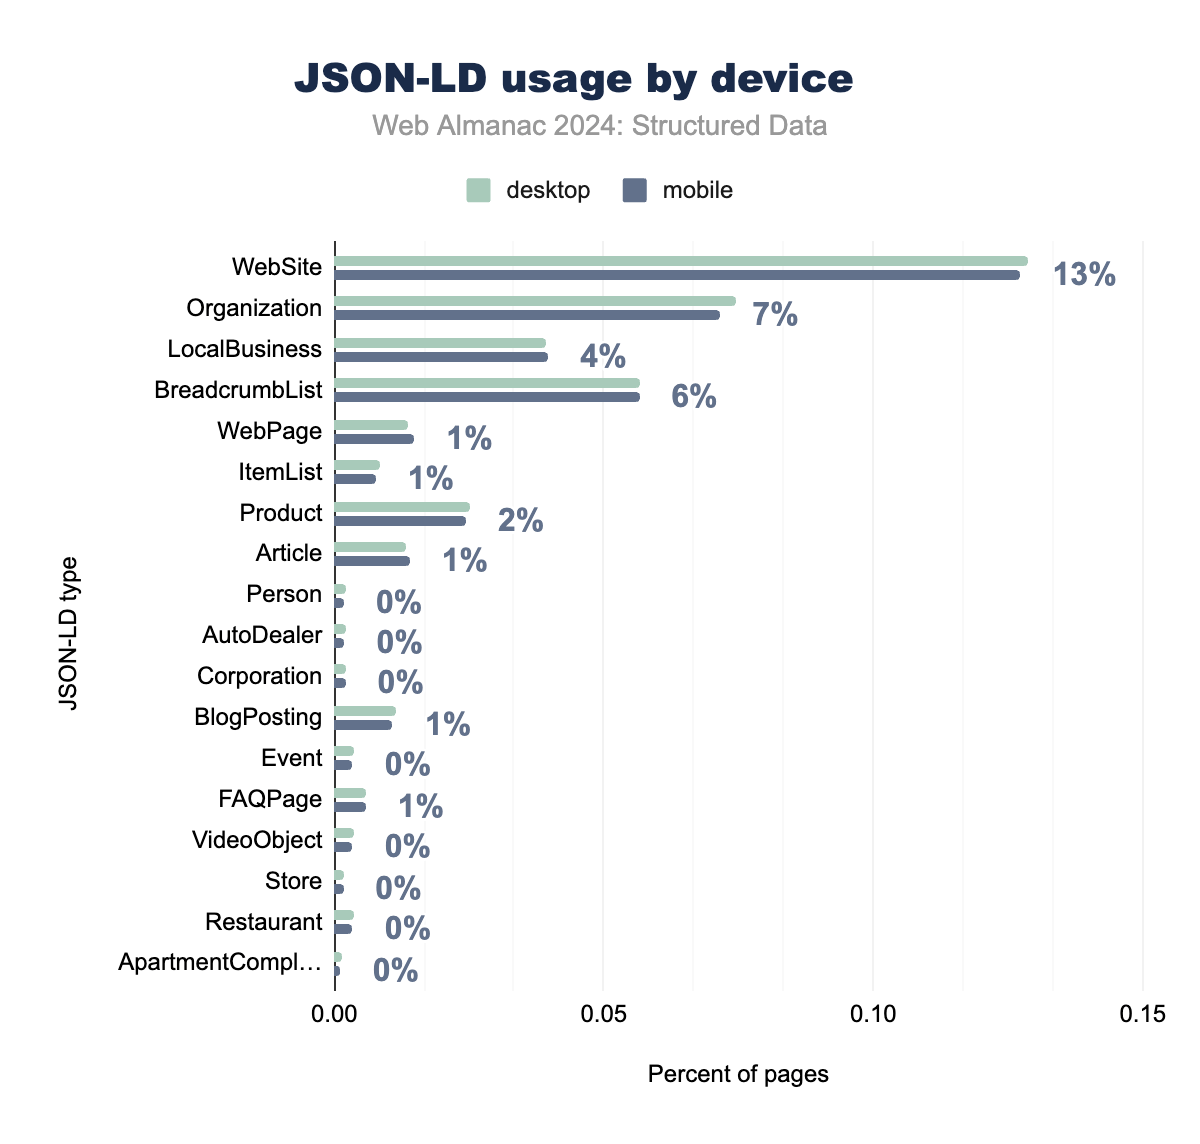 JSON-LD usage by device
Web Almanac 2024: Structured Data
desktop mobile
WebSite 13%
Organization 7%
LocalBusiness 4%
BreadcrumbList 6%
WebPage 1%
ItemList 1%
Product 2%
Article 1%
Person 0%
AutoDealer 0%
Corporation 0%
BlogPosting 1%
Event 0%
FAQPage 1%
VideoObject 0%
Store 0%
Restaurant 0%
ApartmentCompl… 0%
JSON-LD type
0.00 0.05 0.10 0.15
Percent of pages